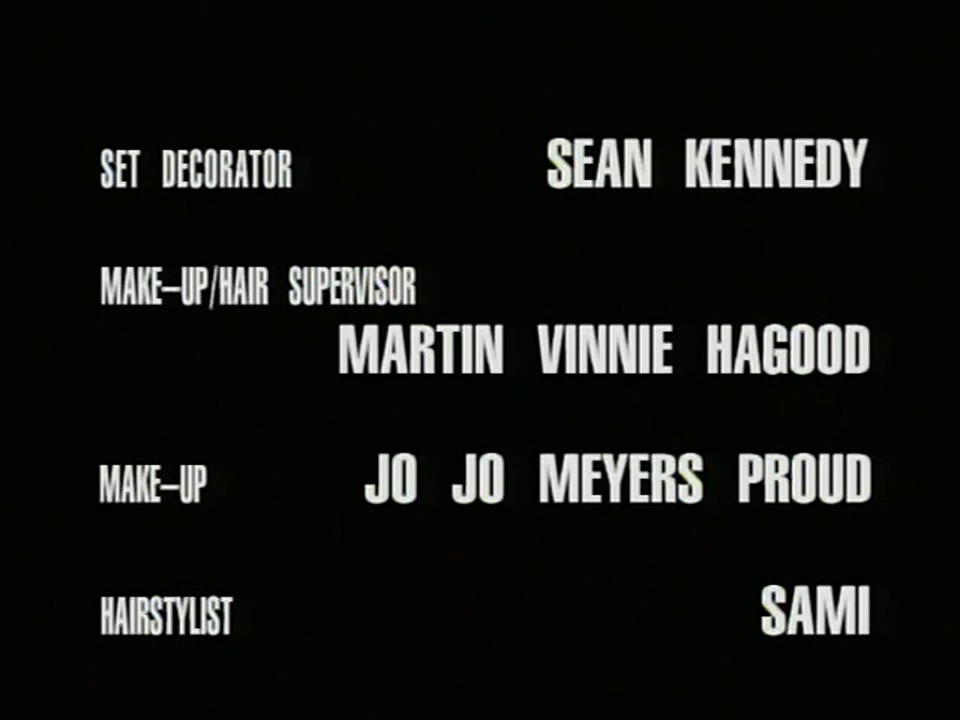 SET DECORATOR SEAN KENNEDY
MAKE–UP/HAIR SUPERVISOR
MARTIN VINNIE HAGOOD
MAKE–UP JO JO MEYERS PROUD
HAIRSTYLIST SAMI